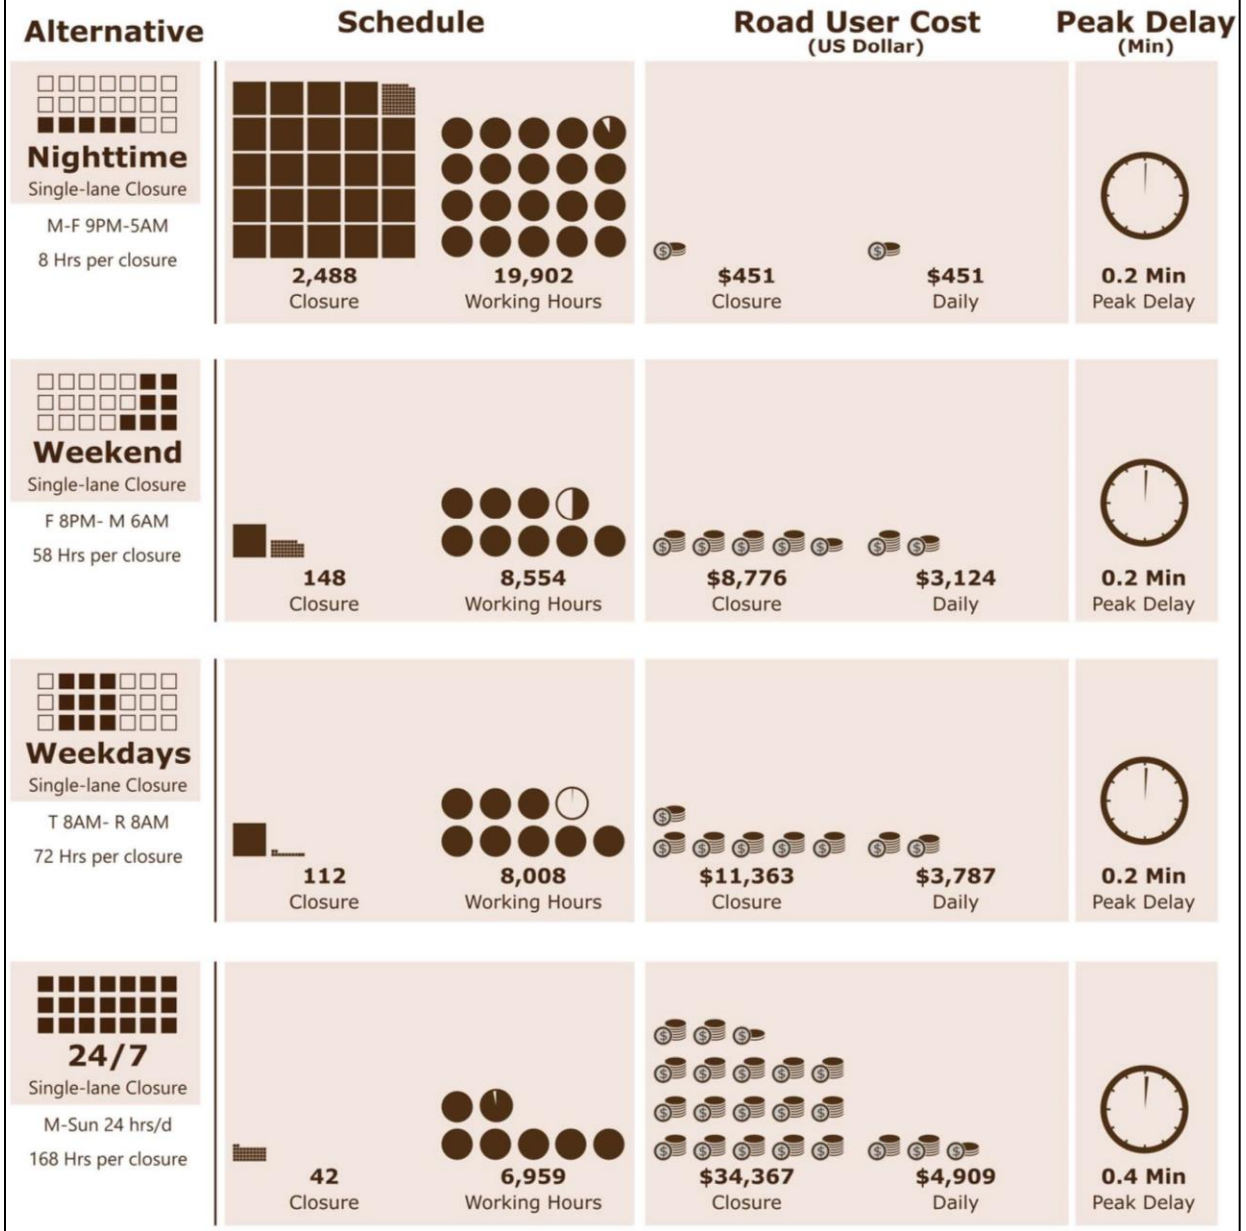 Alternative
Schedule
Road User Cost
(US Dollar)
Peak Delay
(Min)
Nighttime
Single-lane Closure
M-F 9PM-5AM
8 Hrs per closure
2,488
Closure
19,902
Working Hours
$451
Closure
$451
Daily
0.2 Min
Peak Delay
Weekend
Single-lane Closure
F 8PM- M 6AM
58 Hrs per closure
148
Closure
8,554
Working Hours
$8,776
Closure
$3,124
Daily
0.2 Min
Peak Delay
Weekdays
Single-lane Closure
T 8AM- R 8AM
72 Hrs per closure
112
Closure
8,008
Working Hours
$11,363
Closure
$3,787
Daily
0.2 Min
Peak Delay
24/7
Single-lane Closure
M-Sun 24 hrs/d
168 Hrs per closure
42
Closure
6,959
Working Hours
$34,367
Closure
$4,909
Daily
0.4 Min
Peak Delay